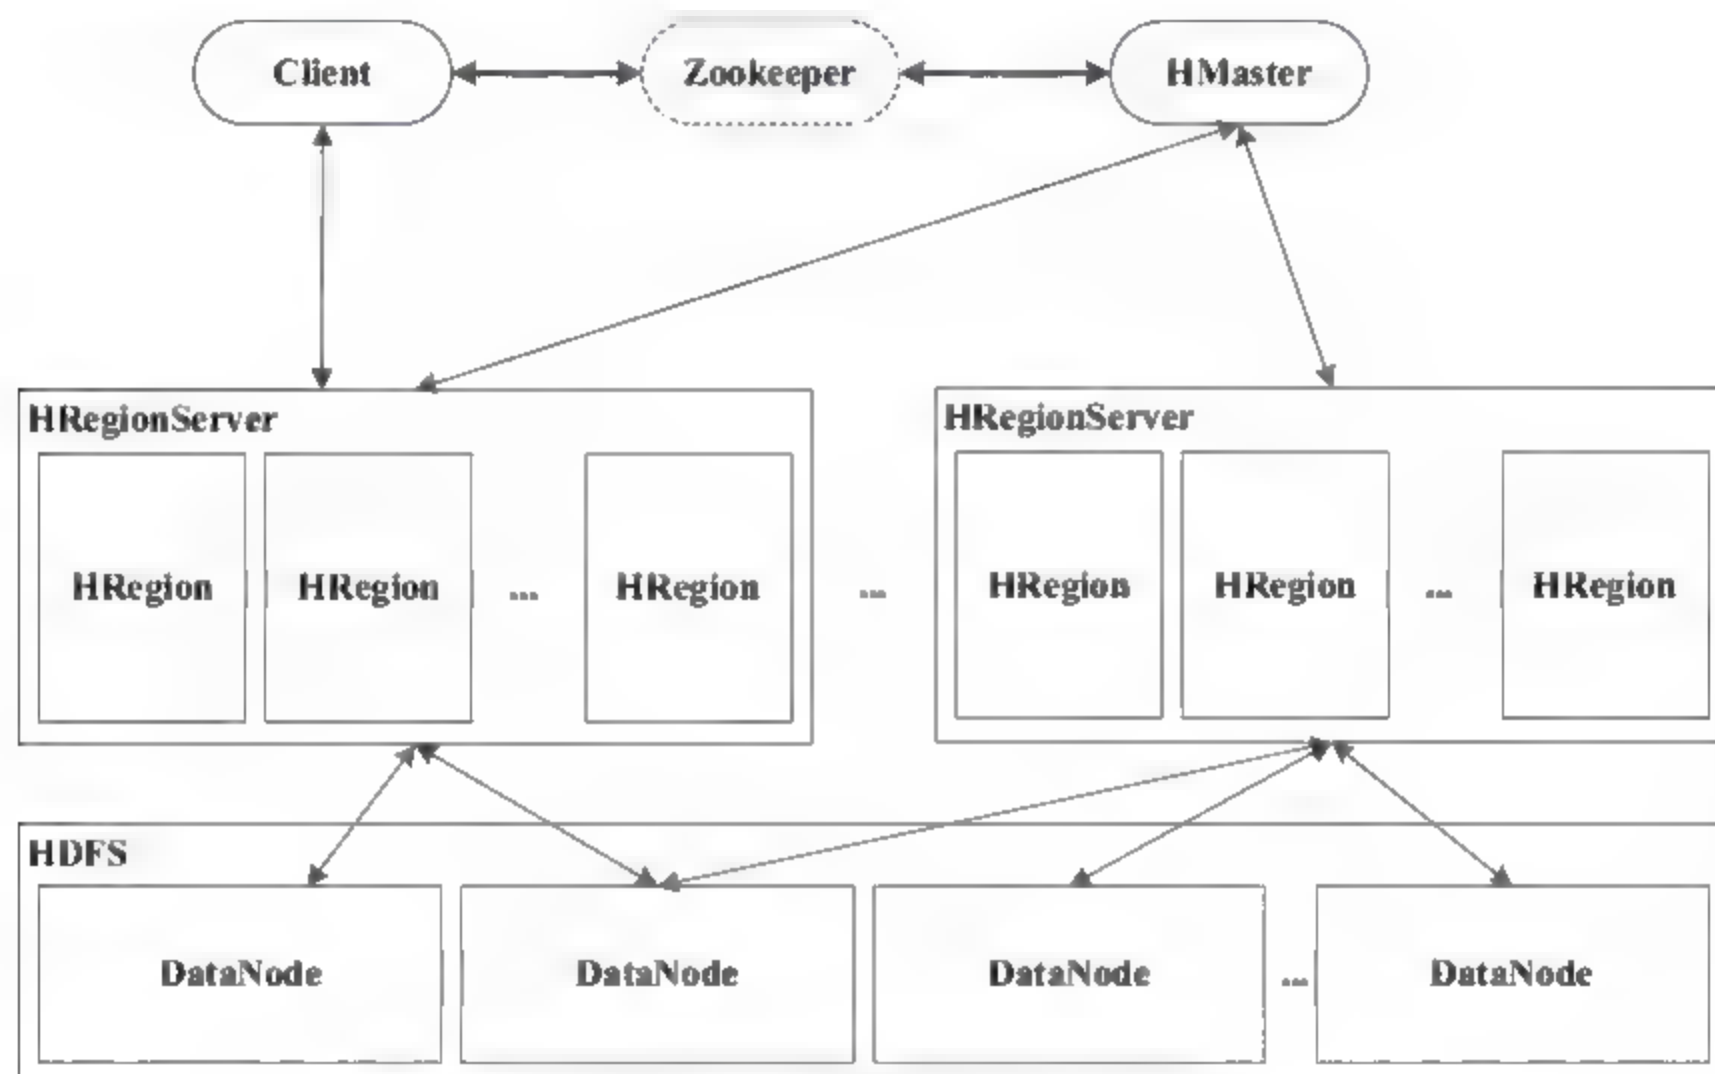 Client Zookeeper HMaster
HRegionServer HRegionServer
HRegion HRegion ... HRegion ... HRegion HRegion ... HRegion
HDFS
DataNode DataNode DataNode ... DataNode